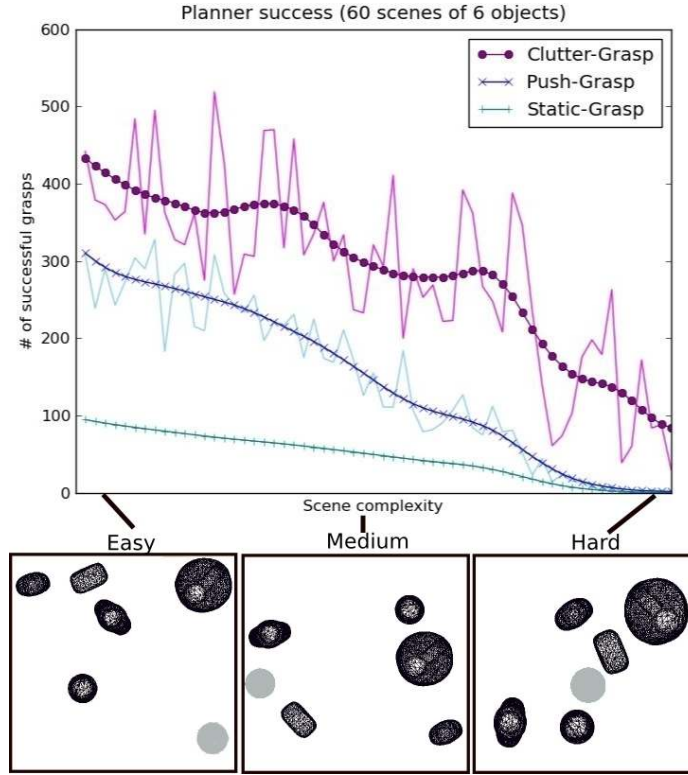 Planner success (60 scenes of 6 objects)
600
500
400
300
200
100
0
# of successful grasps
Clutter-Grasp
Push-Grasp
Static-Grasp
Scene complexity
Easy
Medium
Hard